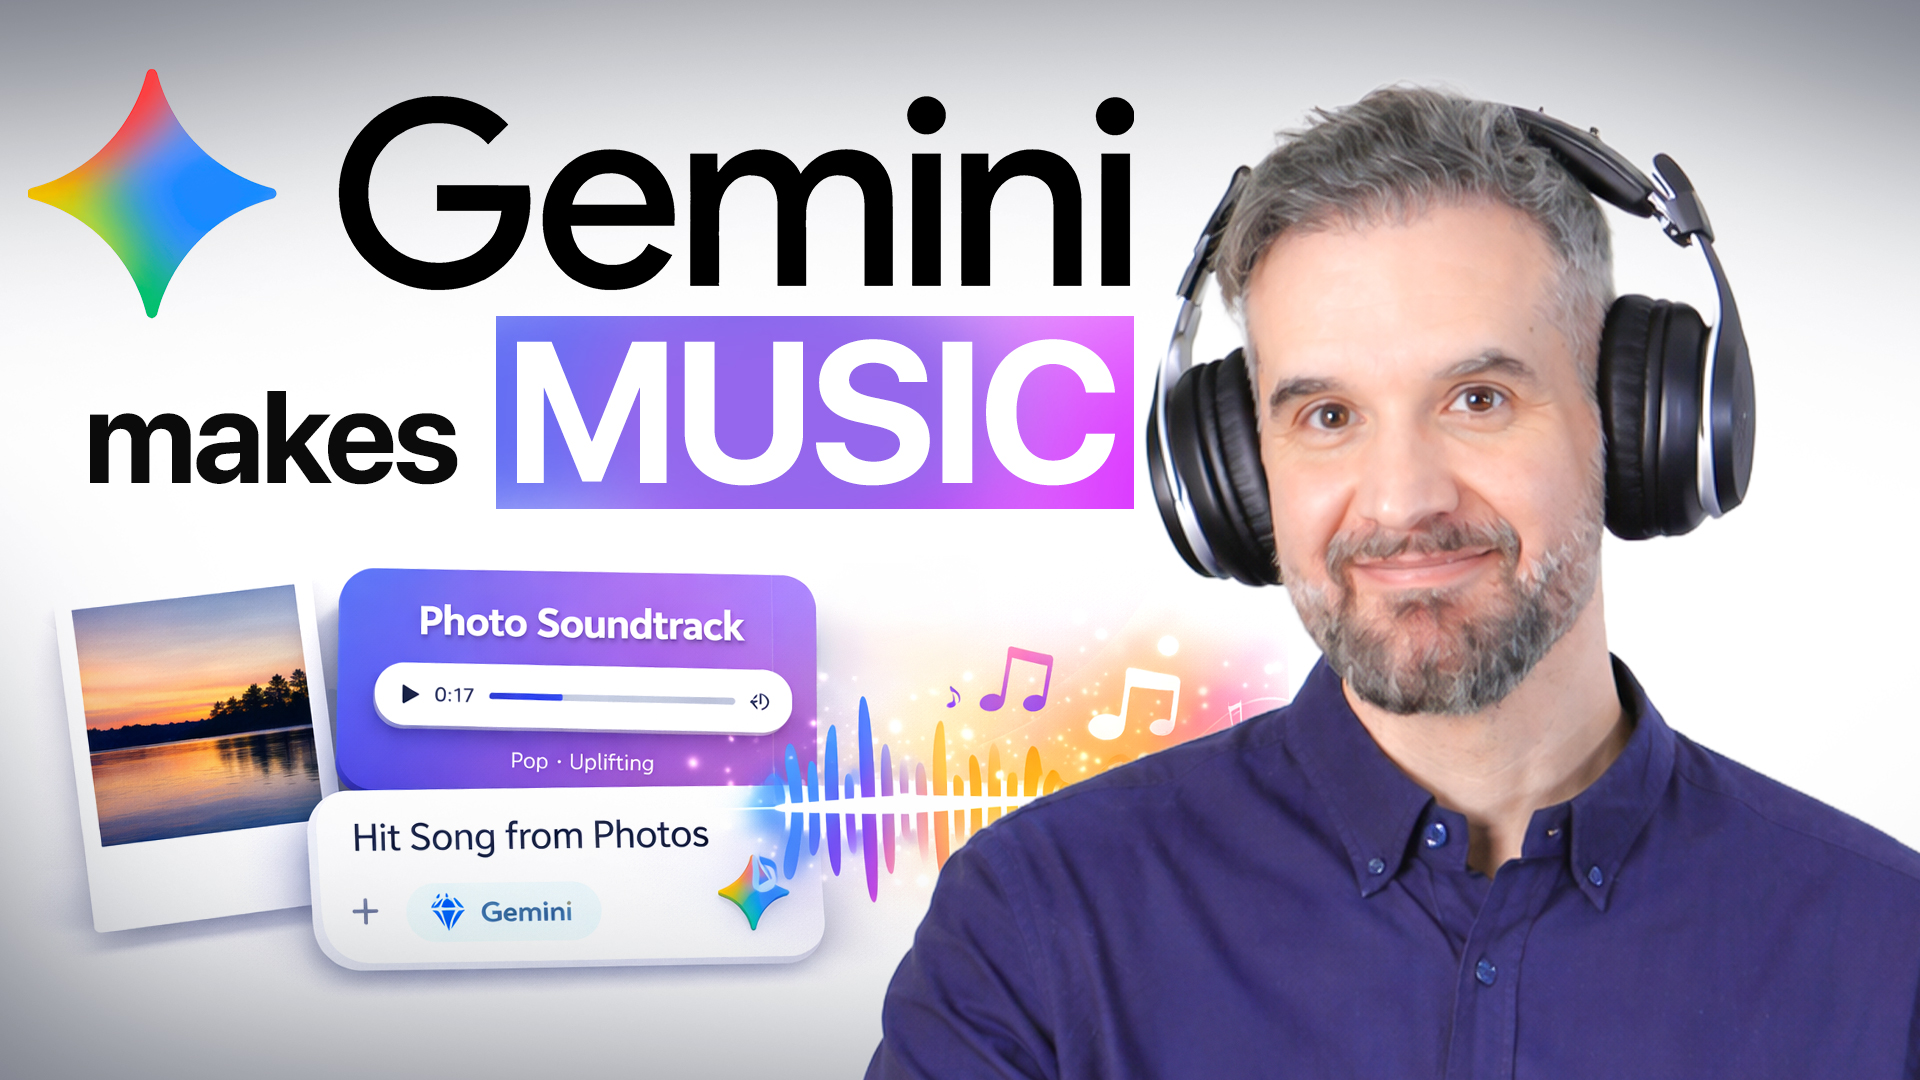 Gemini
makes MUSIC
Photo Soundtrack
0:17
Pop · Uplifting
Hit Song from Photos
+ Gemini